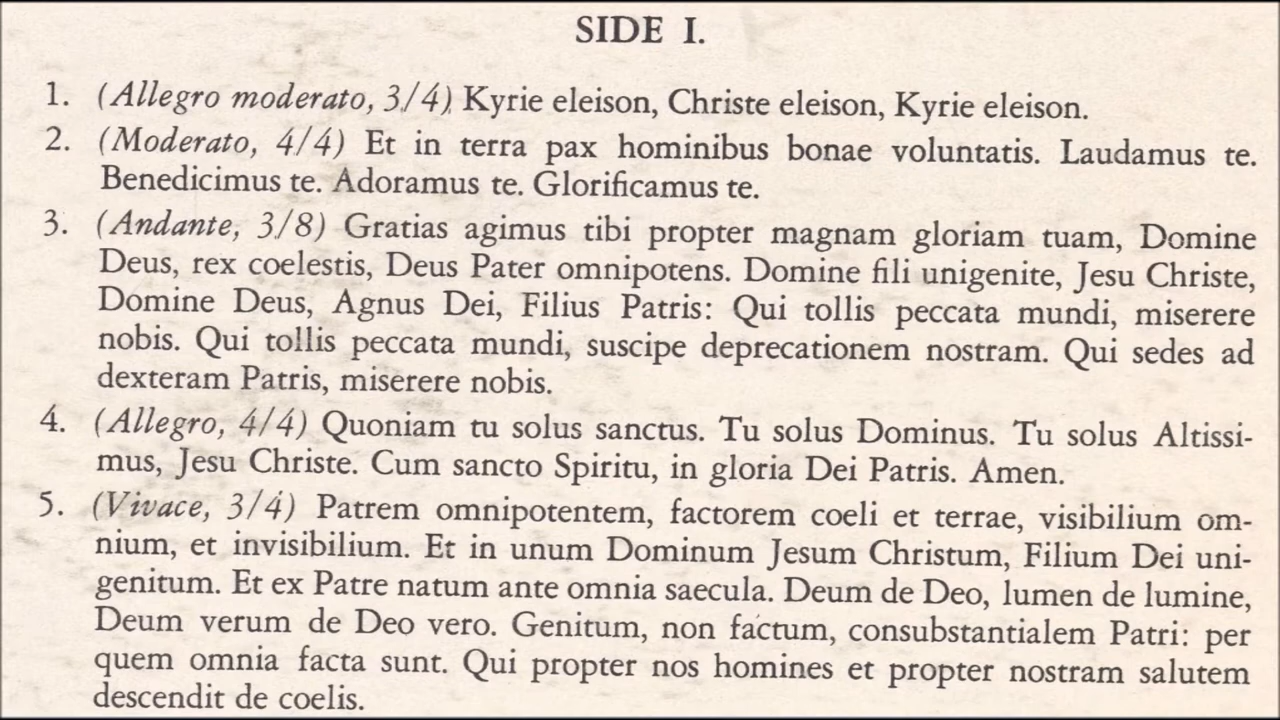 SIDE I.
1. (Allegro moderato, 3/4) Kyrie eleison, Christe eleison, Kyrie eleison.
2. (Moderato, 4/4) Et in terra pax hominibus bonae voluntatis. Laudamus te.
Benedicimus te. Adoramus te. Glorificamus te.
3. (Andante, 3/8) Gratias agimus tibi propter magnam gloriam tuam, Domine
Deus, rex coelestis, Deus Pater omnipotens. Domine fili unigenite, Jesu Christe,
Domine Deus, Agnus Dei, Filius Patris: Qui tollis peccata mundi, miserere
nobis. Qui tollis peccata mundi, suscipe deprecationem nostram. Qui sedes ad
dexteram Patris, miserere nobis.
4. (Allegro, 4/4) Quoniam tu solus sanctus. Tu solus Dominus. Tu solus Altissi-
mus, Jesu Christe. Cum sancto Spiritu, in gloria Dei Patris. Amen.
5. (Vivace, 3/4) Patrem omnipotentem, factorem coeli et terrae, visibilium om-
nium, et invisibilium. Et in unum Dominum Jesum Christum, Filium Dei uni-
genitum. Et ex Patre natum ante omnia saecula. Deum de Deo, lumen de lumine,
Deum verum de Deo vero. Genitum, non factum, consubstantialem Patri: per
quem omnia facta sunt. Qui propter nos homines et propter nostram salutem
descendit de coelis.